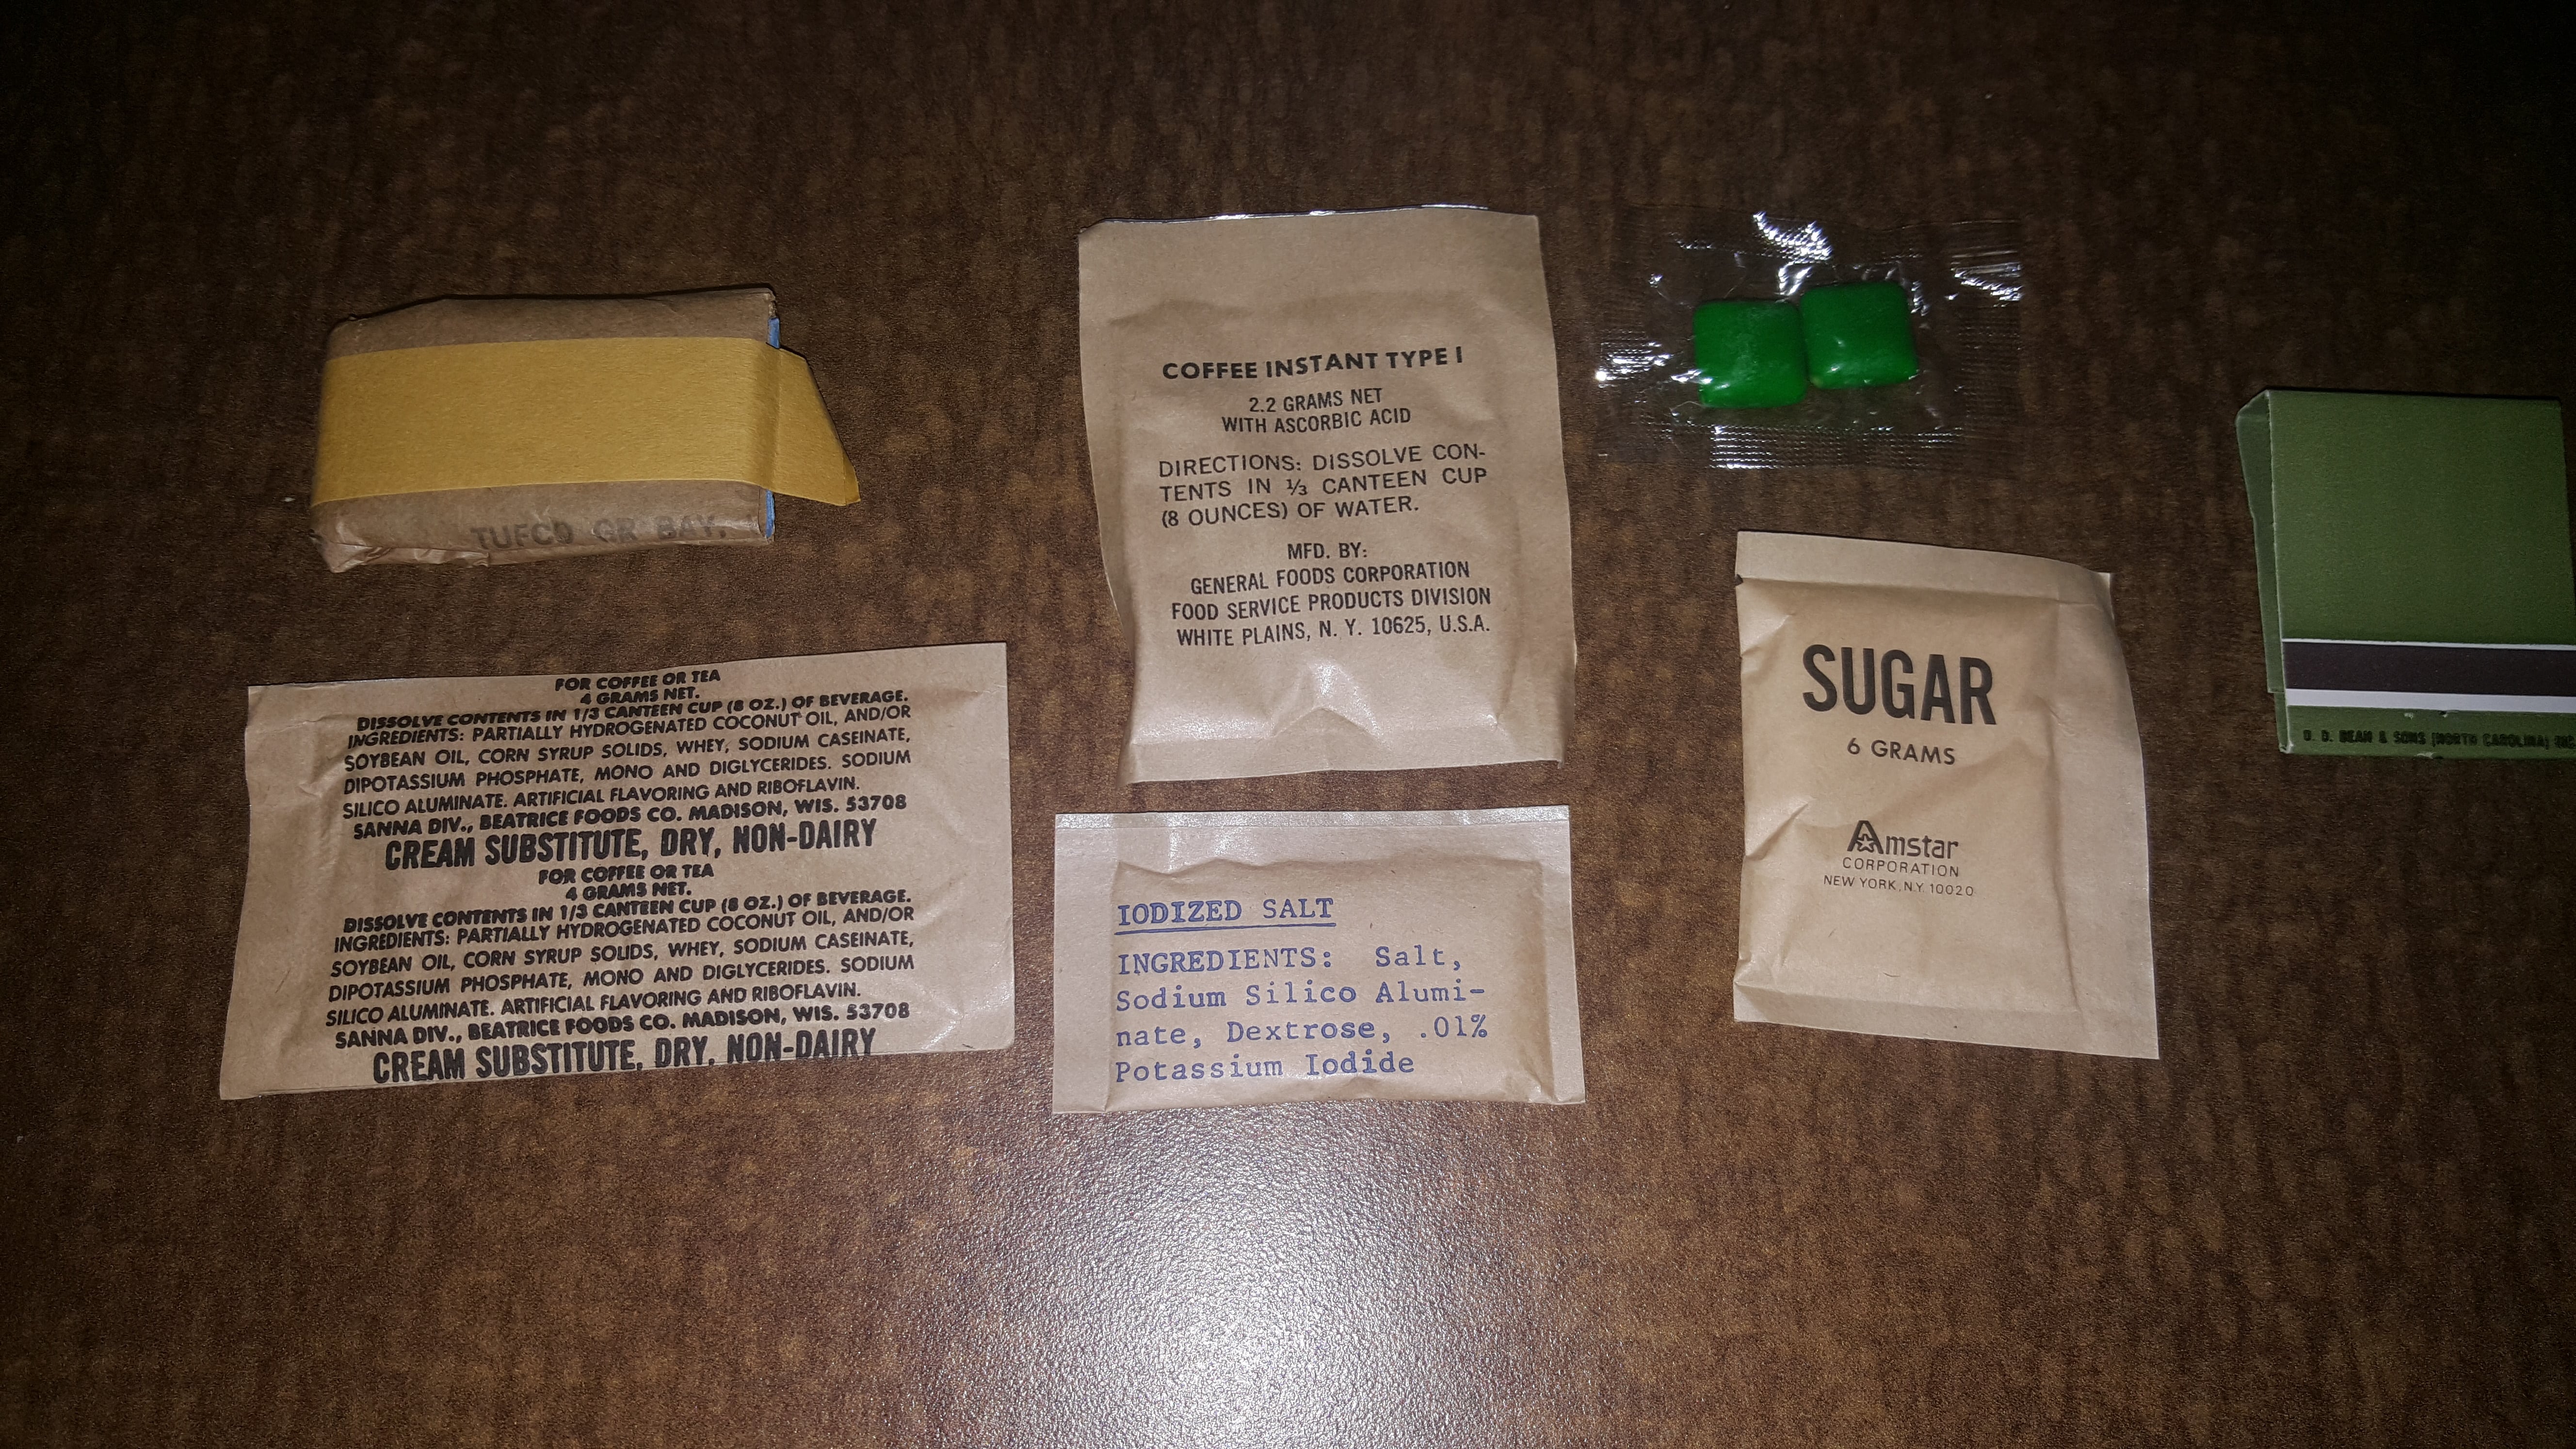 TUFCO GR BAY,
FOR COFFEE OR TEA
4 GRAMS NET.
DISSOLVE CONTENTS IN 1/3 CANTEEN CUP (8 OZ.) OF BEVERAGE.
INGREDIENTS: PARTIALLY HYDROGENATED COCONUT OIL, AND/OR
SOYBEAN OIL, CORN SYRUP SOLIDS, WHEY, SODIUM CASEINATE,
DIPOTASSIUM PHOSPHATE, MONO AND DIGLYCERIDES. SODIUM
SILICO ALUMINATE. ARTIFICIAL FLAVORING AND RIBOFLAVIN.
SANNA DIV., BEATRICE FOODS CO. MADISON, WIS. 53708
CREAM SUBSTITUTE, DRY, NON-DAIRY
FOR COFFEE OR TEA
4 GRAMS NET.
DISSOLVE CONTENTS IN 1/3 CANTEEN CUP (8 OZ.) OF BEVERAGE.
INGREDIENTS: PARTIALLY HYDROGENATED COCONUT OIL, AND/OR
SOYBEAN OIL, CORN SYRUP SOLIDS, WHEY, SODIUM CASEINATE,
DIPOTASSIUM PHOSPHATE, MONO AND DIGLYCERIDES. SODIUM
SILICO ALUMINATE. ARTIFICIAL FLAVORING AND RIBOFLAVIN.
SANNA DIV., BEATRICE FOODS CO. MADISON, WIS. 53708
CREAM SUBSTITUTE, DRY, NON-DAIRY
COFFEE INSTANT TYPE I
2.2 GRAMS NET
WITH ASCORBIC ACID
DIRECTIONS: DISSOLVE CON-
TENTS IN ⅓ CANTEEN CUP
(8 OUNCES) OF WATER.
MFD. BY:
GENERAL FOODS CORPORATION
FOOD SERVICE PRODUCTS DIVISION
WHITE PLAINS, N. Y. 10625, U.S.A.
IODIZED SALT
INGREDIENTS: Salt,
Sodium Silico Alumi-
nate, Dextrose, .01%
Potassium Iodide
SUGAR
6 GRAMS
Amstar
CORPORATION
NEW YORK, N.Y. 10020
D. D. BEAN & SONS (NORTH CAROLINA) INC.